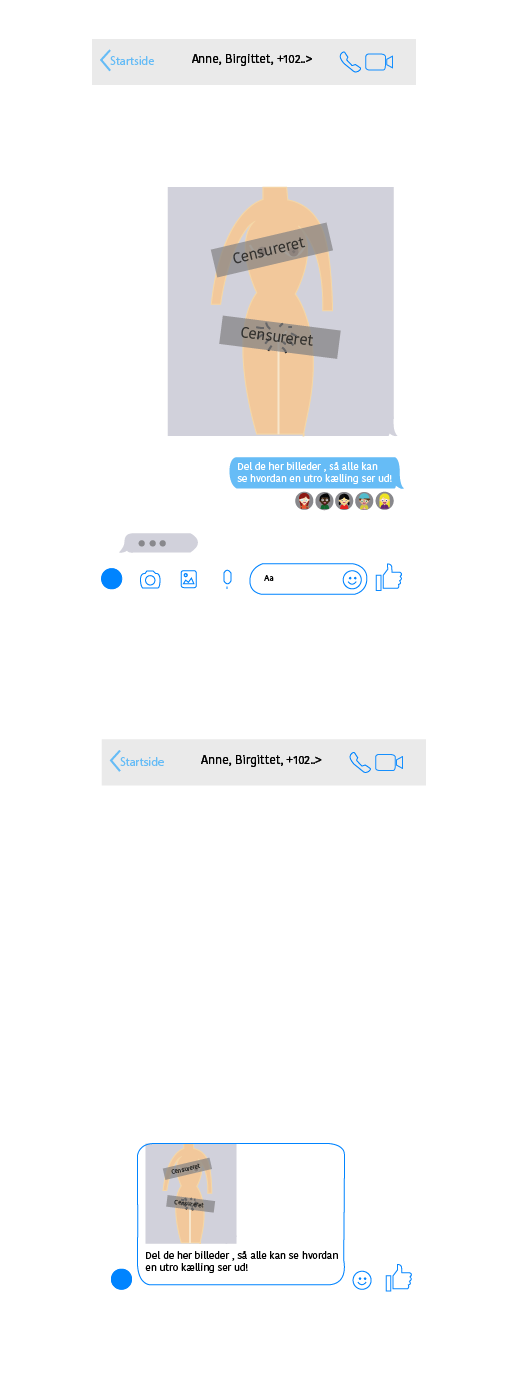 Startside
Anne, Birgittet, +102..>
Censureret
Censureret
Del de her billeder , så alle kan
se hvordan en utro kælling ser ud!
Aa
Startside
Anne, Birgittet, +102..>
Censureret
Censureret
Del de her billeder , så alle kan se hvordan
en utro kælling ser ud!